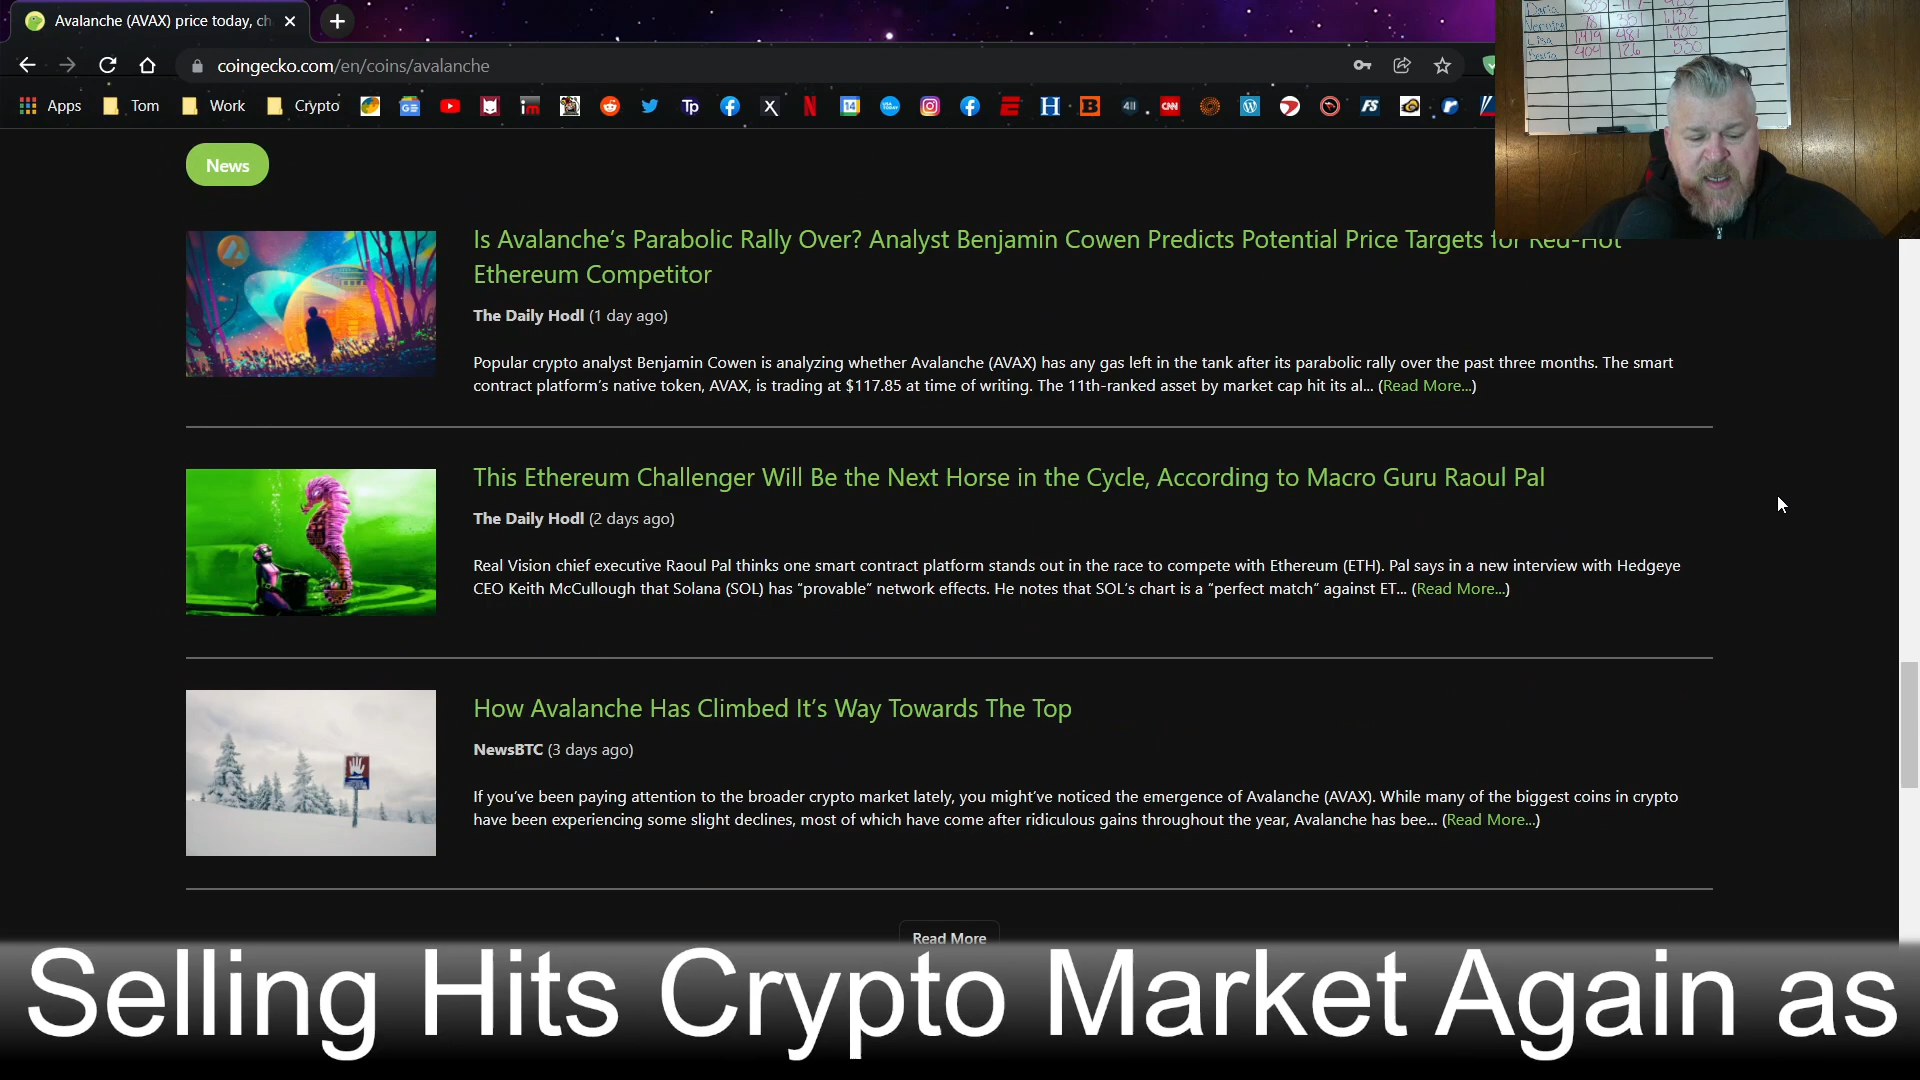 Avalanche (AVAX) price today, ch
coingecko.com/en/coins/avalanche
Apps Tom Work Crypto
News
Is Avalanche’s Parabolic Rally Over? Analyst Benjamin Cowen Predicts Potential Price Targets for Red-Hot
Ethereum Competitor
The Daily Hodl (1 day ago)
Popular crypto analyst Benjamin Cowen is analyzing whether Avalanche (AVAX) has any gas left in the tank after its parabolic rally over the past three months. The smart
contract platform’s native token, AVAX, is trading at $117.85 at time of writing. The 11th-ranked asset by market cap hit its al... (Read More...)
This Ethereum Challenger Will Be the Next Horse in the Cycle, According to Macro Guru Raoul Pal
The Daily Hodl (2 days ago)
Real Vision chief executive Raoul Pal thinks one smart contract platform stands out in the race to compete with Ethereum (ETH). Pal says in a new interview with Hedgeye
CEO Keith McCullough that Solana (SOL) has “provable” network effects. He notes that SOL’s chart is a “perfect match” against ET... (Read More...)
How Avalanche Has Climbed It’s Way Towards The Top
NewsBTC (3 days ago)
If you’ve been paying attention to the broader crypto market lately, you might’ve noticed the emergence of Avalanche (AVAX). While many of the biggest coins in crypto
have been experiencing some slight declines, most of which have come after ridiculous gains throughout the year, Avalanche has bee... (Read More...)
Read More
Selling Hits Crypto Market Again as